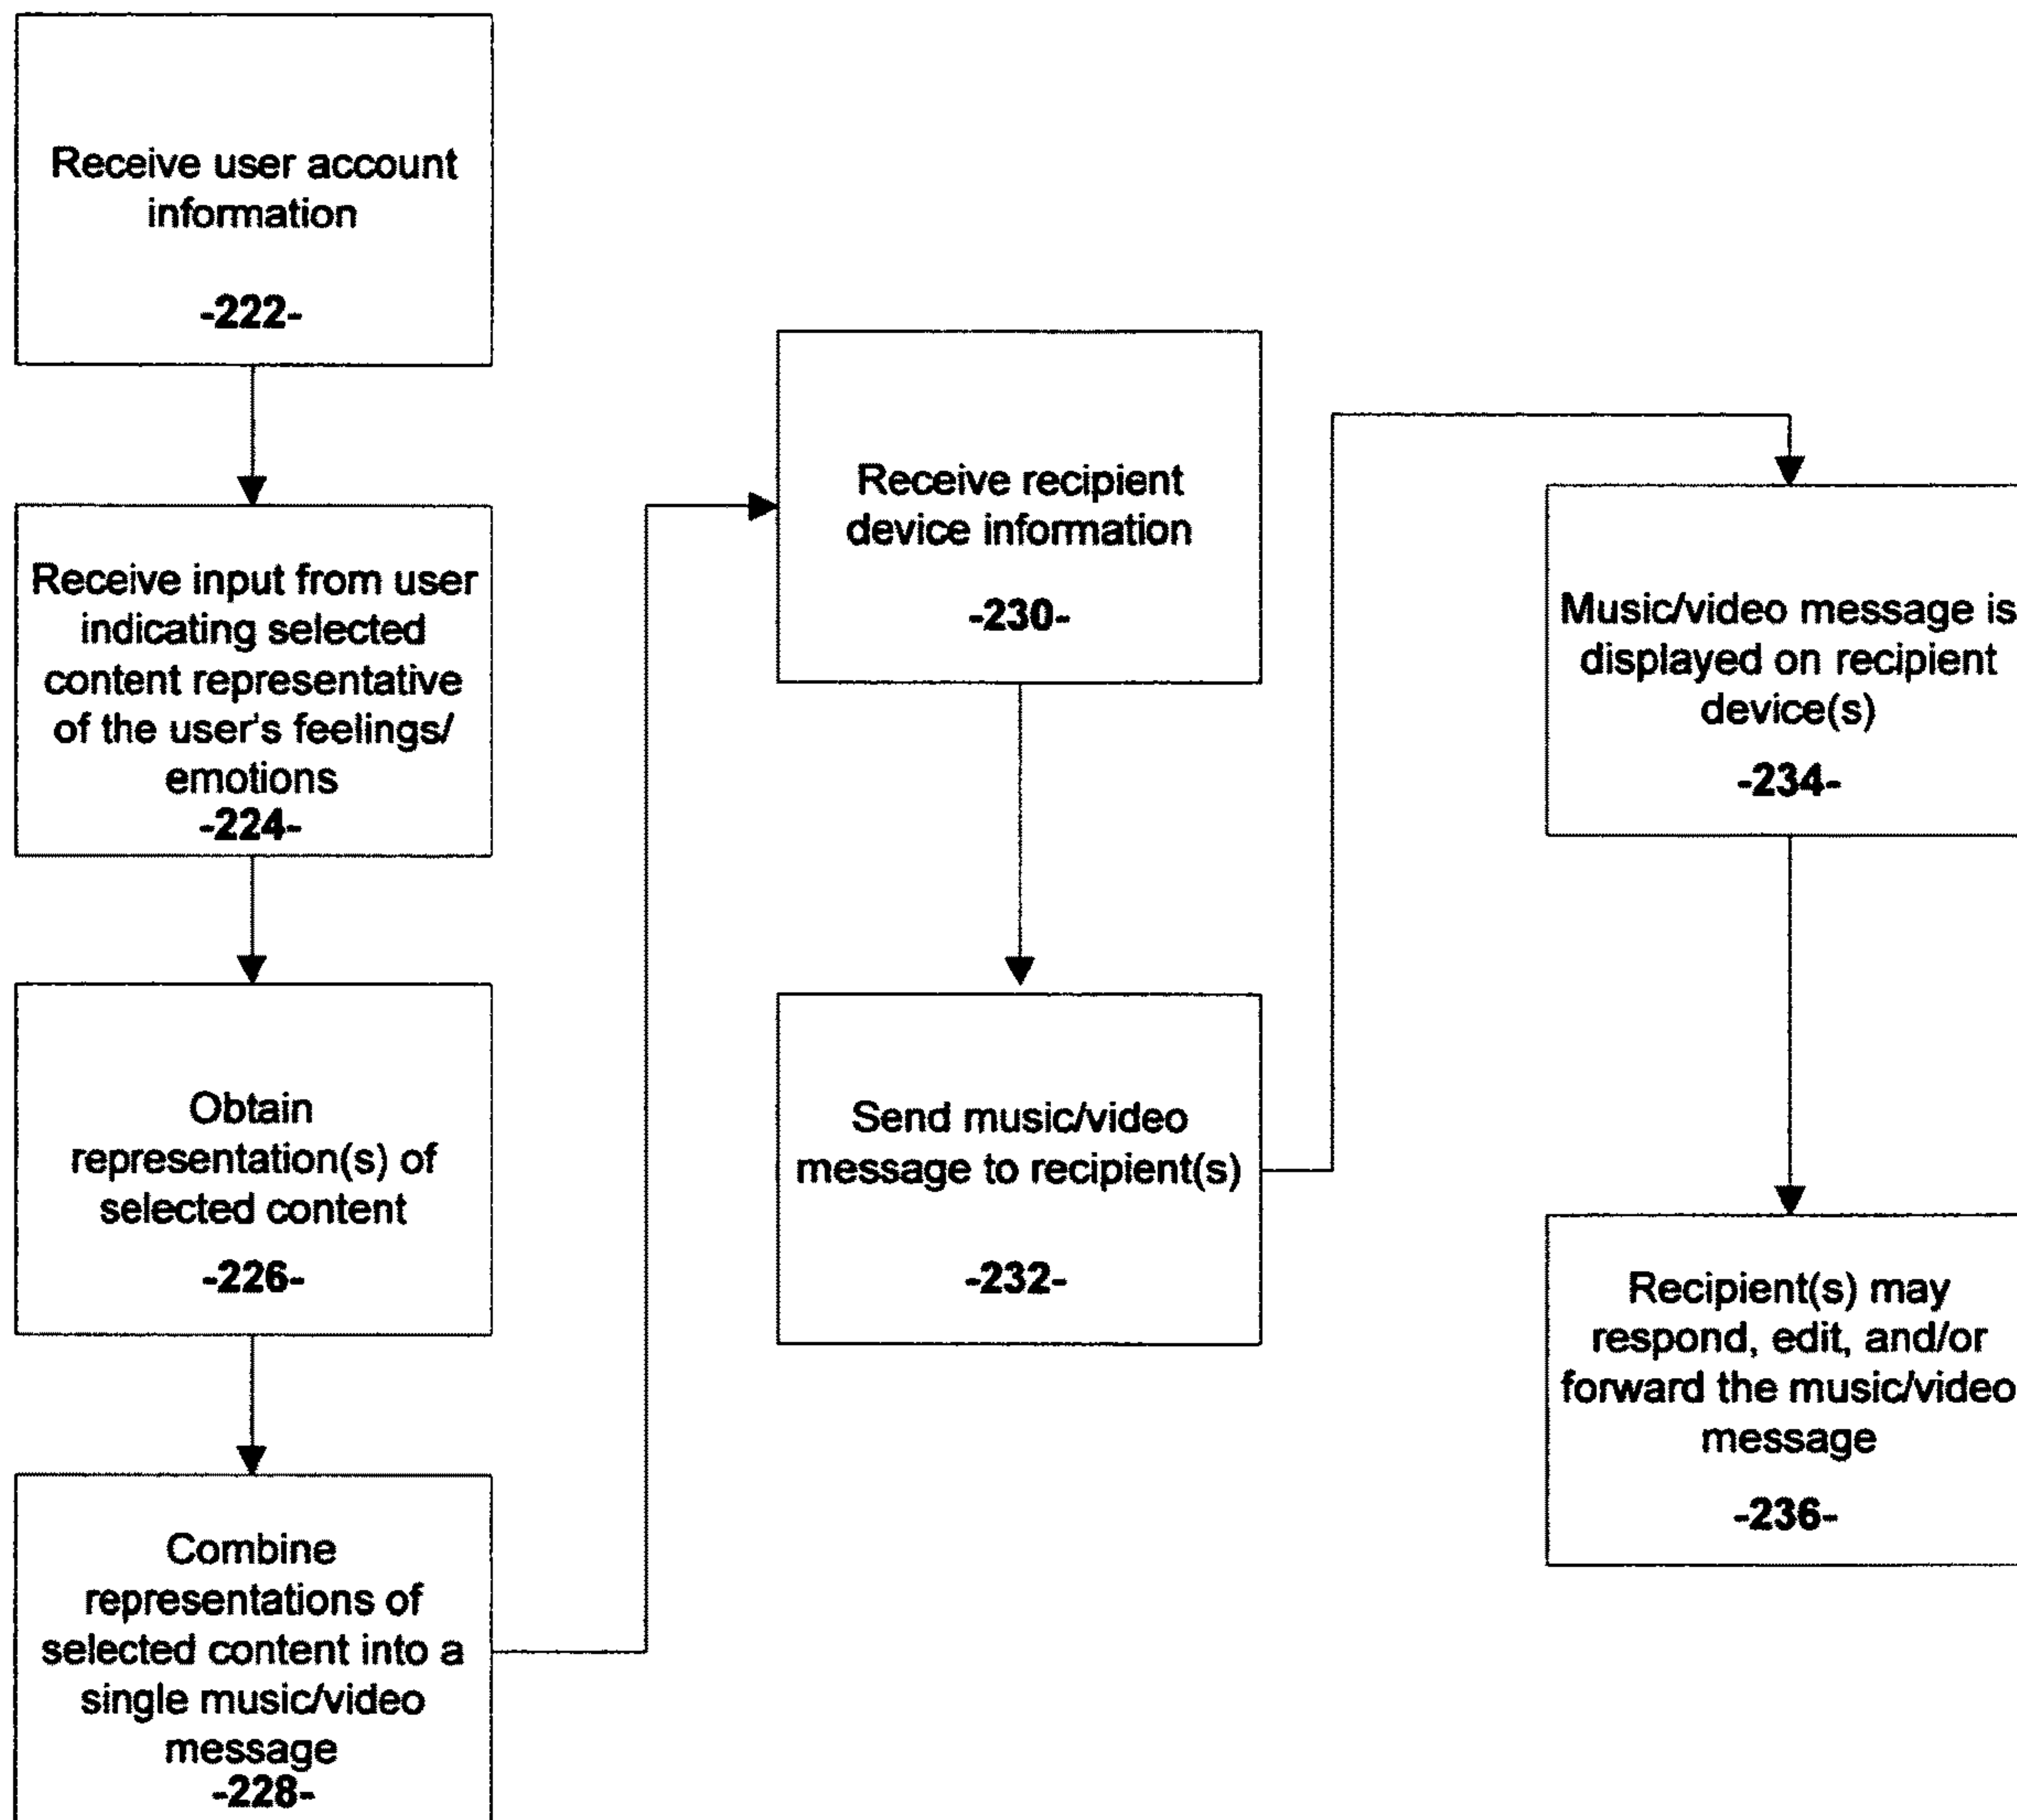 Receive user account
information
-222-
Receive input from user
indicating selected
content representative
of the user's feelings/
emotions
-224-
Obtain
representation(s) of
selected content
-226-
Combine
representations of
selected content into a
single music/video
message
-228-
Receive recipient
device information
-230-
Send music/video
message to recipient(s)
-232-
Music/video message is
displayed on recipient
device(s)
-234-
Recipient(s) may
respond, edit, and/or
forward the music/video
message
-236-